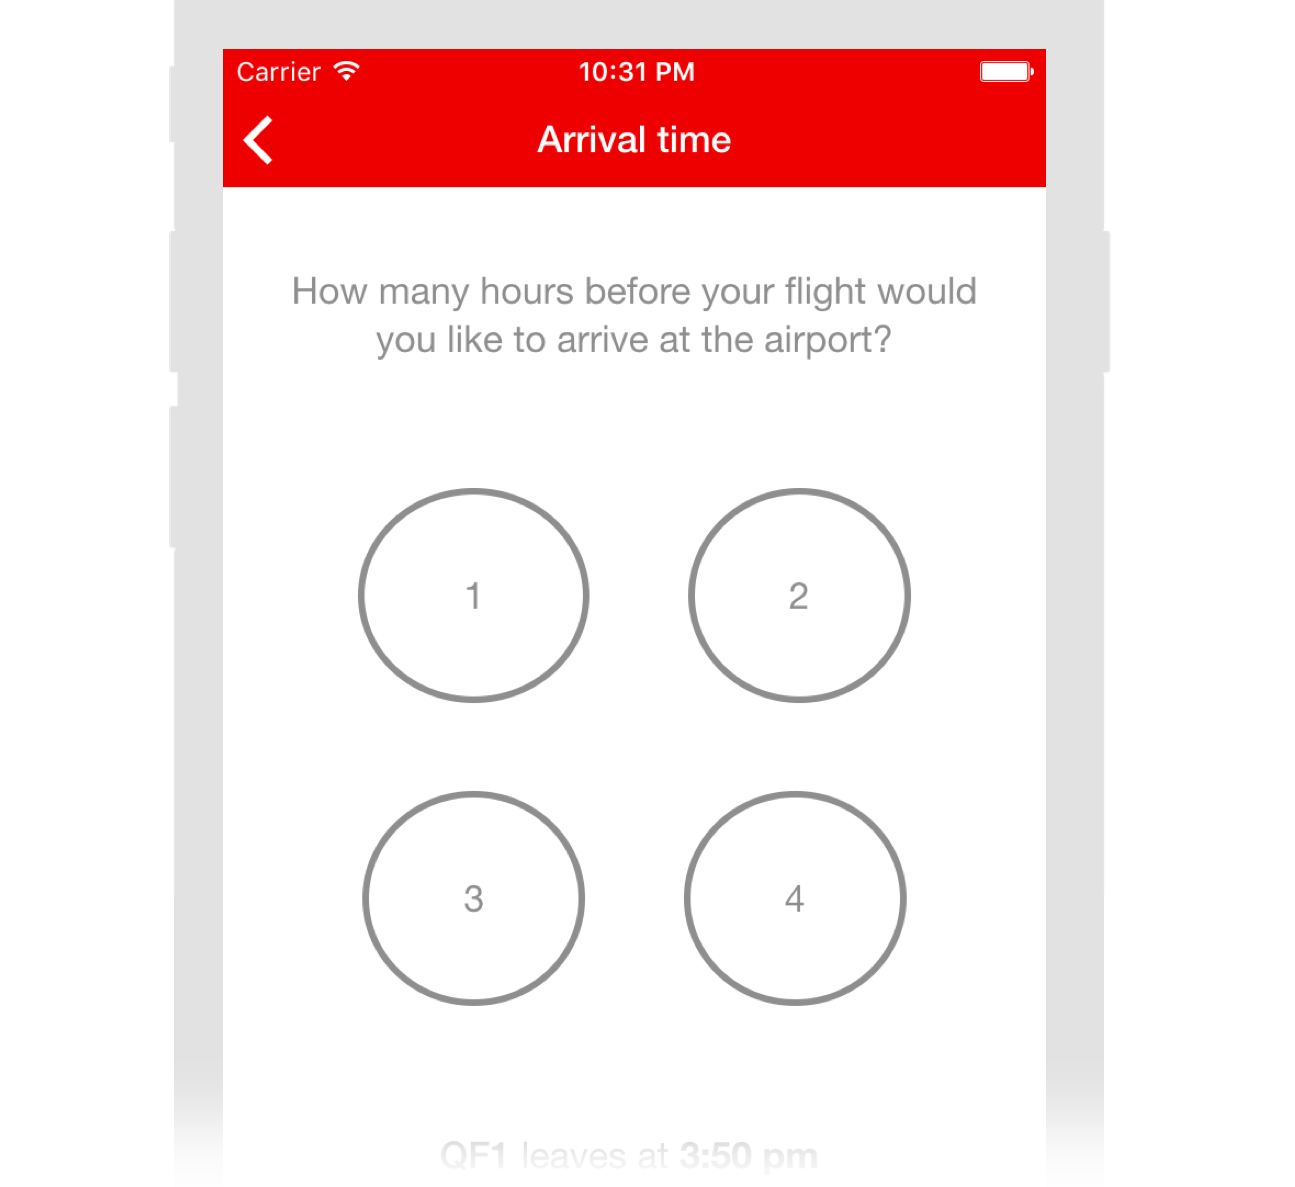 Carrier 10:31 PM
Arrival time
How many hours before your flight would
you like to arrive at the airport?
1 2
3 4
QF1 leaves at 3:50 pm